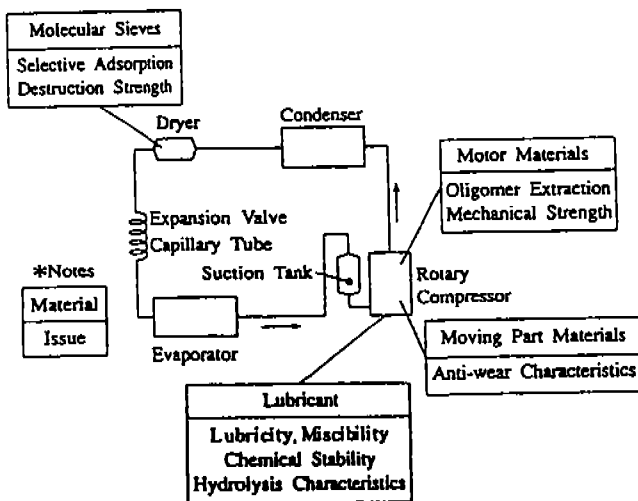 Molecular Sieves
Selective Adsorption
Destruction Strength
Dryer
Condenser
Motor Materials
Oligomer Extraction
Mechanical Strength
Expansion Valve
Capillary Tube
Suction Tank
Rotary
Compressor
*Notes
Material
Issue
Evaporator
Moving Part Materials
Anti-wear Characteristics
Lubricant
Lubricity, Miscibility
Chemical Stability
Hydrolysis Characteristics